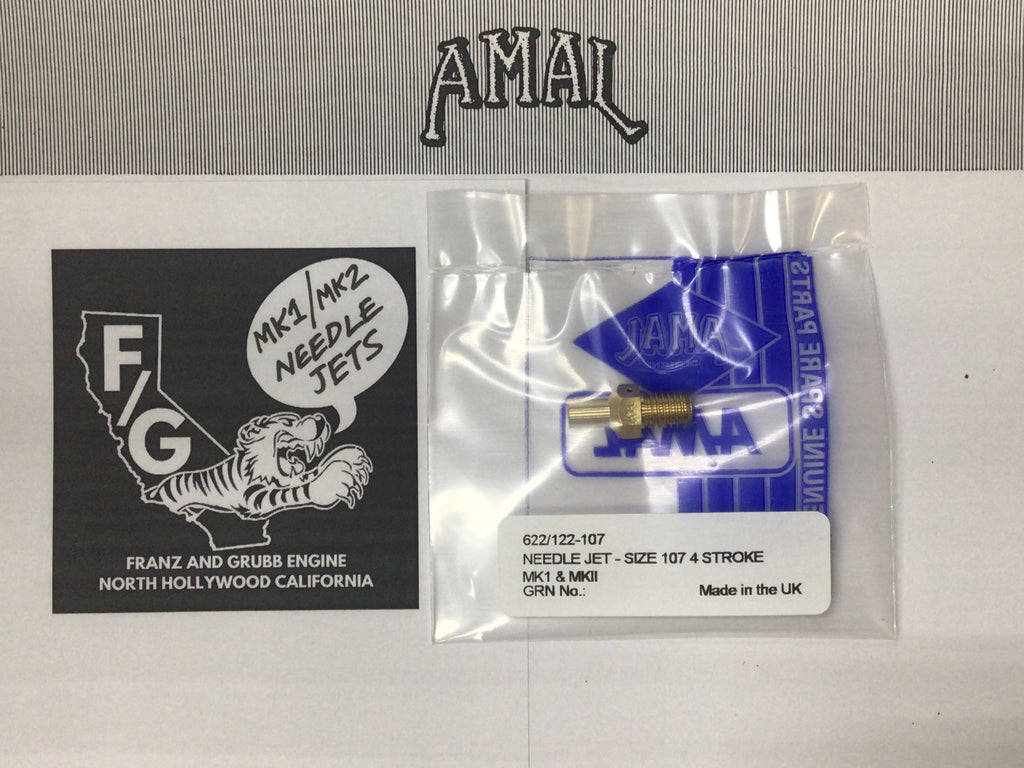 AMAL
MK1/MK2
NEEDLE
JETS
F/G
FRANZ AND GRUBB ENGINE
NORTH HOLLYWOOD CALIFORNIA
AMAL
AMAL
GENUINE SPARE PARTS
622/122-107
NEEDLE JET - SIZE 107 4 STROKE
MK1 & MKII
GRN No.:
Made in the UK